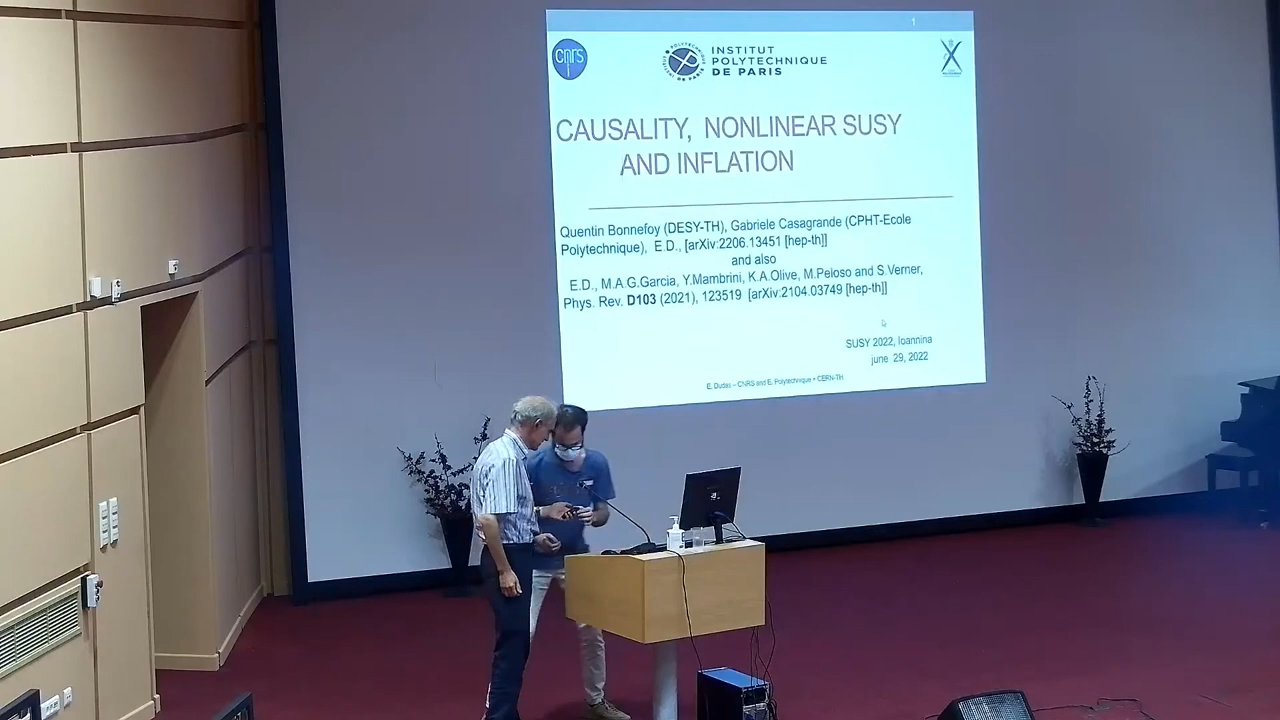 1
cnrs
INSTITUT
POLYTECHNIQUE
DE PARIS
CAUSALITY, NONLINEAR SUSY
AND INFLATION
Quentin Bonnefoy (DESY-TH), Gabriele Casagrande (CPHT-Ecole
Polytechnique), E.D., [arXiv:2206.13451 [hep-th]]
and also
E.D., M.A.G.Garcia, Y.Mambrini, K.A.Olive, M.Peloso and S.Verner,
Phys. Rev. D103 (2021), 123519 [arXiv:2104.03749 [hep-th]]
SUSY 2022, Ioannina
june 29, 2022
E. Dudas – CNRS and E. Polytechnique + CERN-TH